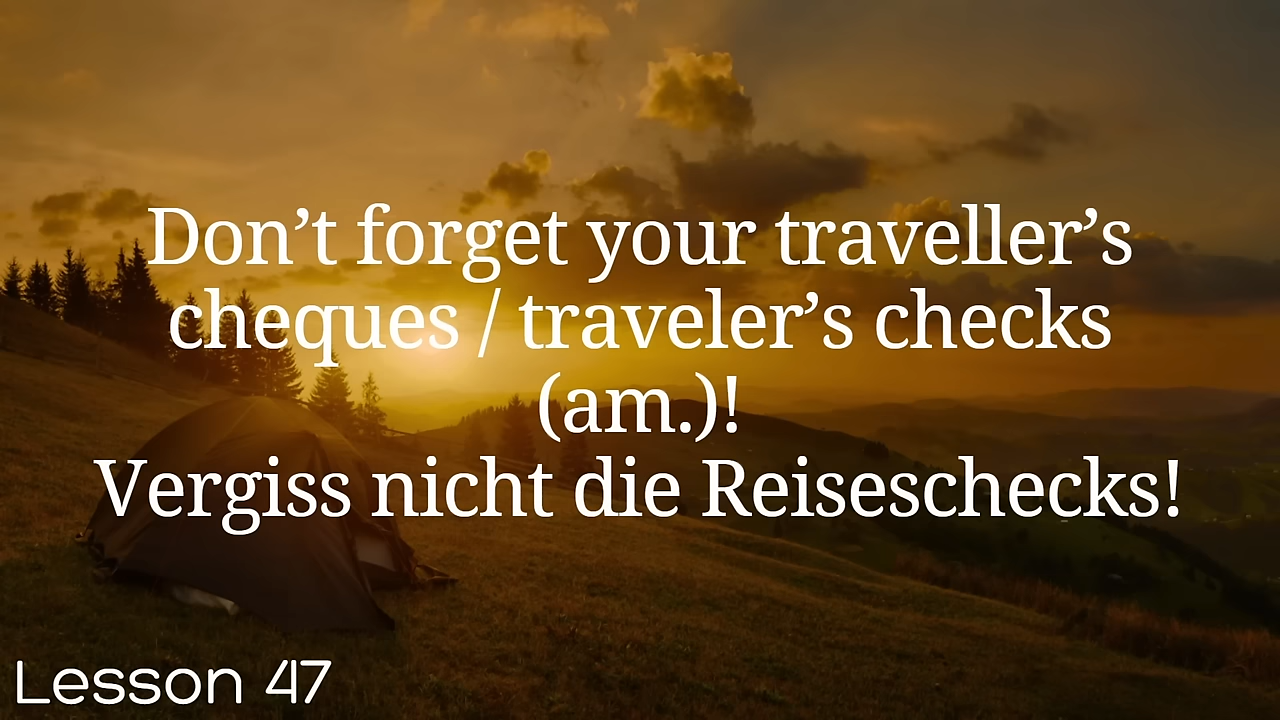 Don’t forget your traveller’s
cheques / traveler’s checks
(am.)!
Vergiss nicht die Reiseschecks!
Lesson 47